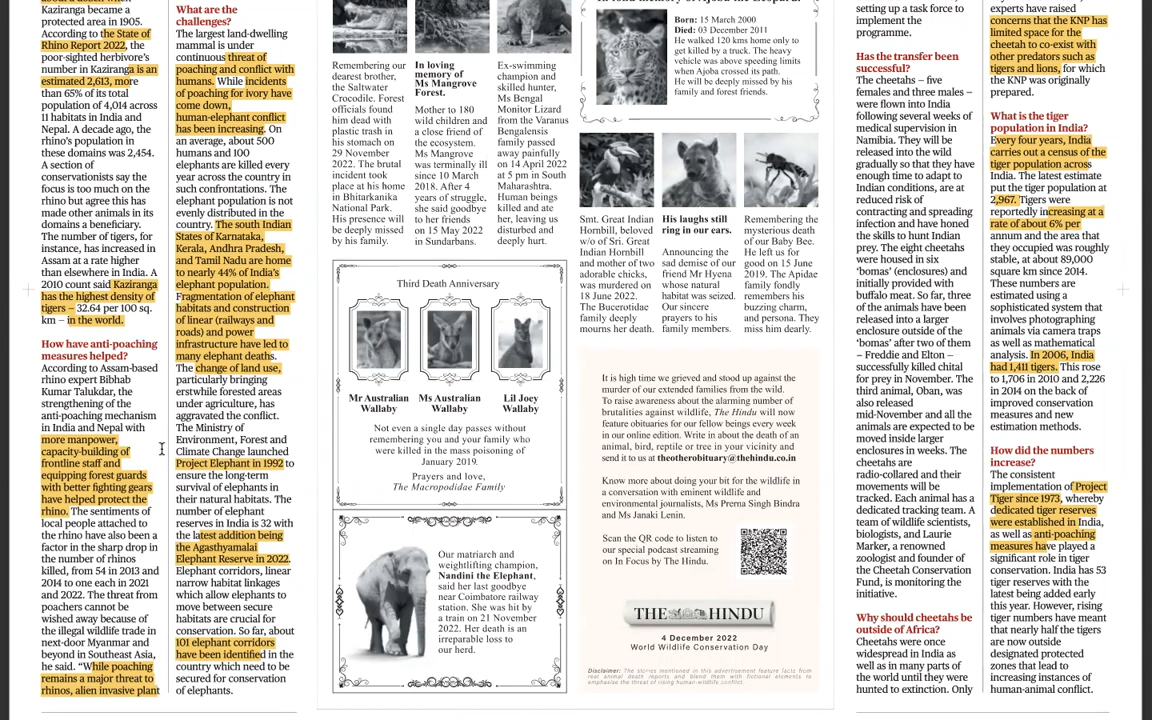 about a decade when
Kaziranga became a
protected area in 1905.
According to the State of
Rhino Report 2022, the
poor-sighted herbivore's
number in Kaziranga is an
estimated 2,613, more
than 65% of its total
population of 4,014 across
11 habitats in India and
Nepal. A decade ago, the
rhino's population in
these domains was 2,454.
A section of
conservationists say the
focus is too much on the
rhino but agree this has
made other animals in its
domains a beneficiary.
The number of tigers, for
instance, has increased in
Assam at a rate higher
than elsewhere in India. A
2010 count said Kaziranga
has the highest density of
tigers – 32.64 per 100 sq.
km – in the world.
How have anti-poaching
measures helped?
According to Assam-based
rhino expert Bibhab
Kumar Talukdar, the
strengthening of the
anti-poaching mechanism
in India and Nepal with
more manpower,
capacity-building of
frontline staff and
equipping forest guards
with better fighting gears
have helped protect the
rhino. The sentiments of
local people attached to
the rhino have also been a
factor in the sharp drop in
the number of rhinos
killed, from 54 in 2013 and
2014 to one each in 2021
and 2022. The threat from
poachers cannot be
wished away because of
the illegal wildlife trade in
next-door Myanmar and
beyond in Southeast Asia,
he said. “While poaching
remains a major threat to
rhinos, alien invasive plant
What are the
challenges?
The largest land-dwelling
mammal is under
continuous threat of
poaching and conflict with
humans. While incidents
of poaching for ivory have
come down,
human-elephant conflict
has been increasing. On
an average, about 500
humans and 100
elephants are killed every
year across the country in
such confrontations. The
elephant population is not
evenly distributed in the
country. The south Indian
States of Karnataka,
Kerala, Andhra Pradesh,
and Tamil Nadu are home
to nearly 44% of India's
elephant population.
Fragmentation of elephant
habitats and construction
of linear (railways and
roads) and power
infrastructure have led to
many elephant deaths.
The change of land use,
particularly bringing
erstwhile forested areas
under agriculture, has
aggravated the conflict.
The Ministry of
Environment, Forest and
Climate Change launched
Project Elephant in 1992 to
ensure the long-term
survival of elephants in
their natural habitats. The
number of elephant
reserves in India is 32 with
the latest addition being
the Agasthyamalai
Elephant Reserve in 2022.
Elephant corridors, linear
narrow habitat linkages
which allow elephants to
move between secure
habitats are crucial for
conservation. So far, about
101 elephant corridors
have been identified in the
country which need to be
secured for conservation
of elephants.
Remembering our
dearest brother,
the Saltwater
Crocodile. Forest
officials found
him dead with
plastic trash in
his stomach on
29 November
2022. The brutal
incident took
place at his home
in Bhitarkanika
National Park.
His presence will
be deeply missed
by his family.
In loving
memory of
Ms Mangrove
Forest.
Mother to 180
children and
a close friend of
the ecosystem.
Ms Mangrove
was terminally ill
since 10 March
2018. After 4
years of struggle,
she said goodbye
to her friends
on 15 May 2022
in Sundarbans.
Ex-swimming
champion and
skilled hunter,
Ms Bengal
Monitor Lizard
from the Varanus
Bengalensis
family passed
away painfully
on 14 April 2022
at 5 pm in South
Maharashtra.
Human beings
killed and ate
her, leaving us
disturbed and
deeply hurt.
In fond memory of Ajoba the Leopard.
Born: 15 March 2000
Died: 03 December 2011
He walked 120 kms home only to
get killed by a truck. The heavy
vehicle was above speeding limits
when Ajoba crossed its path.
He will be deeply missed by his
family and forest friends.
Smt. Great Indian
Hornbill, beloved
w/o of Sri. Great
Indian Hornbill
and mother of two
adorable chicks,
was murdered on
18 June 2022.
The Bucerotidae
family deeply
mourns her death.
His laughs still
ring in our ears.
Announcing the
sad demise of our
friend Mr Hyena
whose natural
habitat was seized.
Our sincere
prayers to his
family members.
Remembering the
mysterious death
of our Baby Bee.
He left us for
good on 15 June
2019. The Apidae
family fondly
remembers his
buzzing charm,
and persona. They
miss him dearly.
Third Death Anniversary
Mr Australian
Wallaby
Ms Australian
Wallaby
Lil Joey
Wallaby
Not even a single day passes without
remembering you and your family who
were killed in the mass poisoning of
January 2019.
Prayers and love,
The Macropodidae Family
Our matriarch and
weightlifting champion,
Nandini the Elephant,
said her last goodbye
near Coimbatore railway
station. She was hit by
a train on 21 November
2022. Her death is an
irreparable loss to
our herd.
It is high time we grieved and stood up against the
murder of our extended families from the wild.
To raise awareness about the alarming number of
brutalities against wildlife, The Hindu will now
feature obituaries for our fellow beings every week
in our online edition. Write in about the death of an
animal, bird, reptile or tree in your vicinity and
send it to us at theotherobituary@thehindu.co.in
Know more about doing your bit for the wildlife in
a conversation with eminent wildlife and
environmental journalists, Ms Prerna Singh Bindra
and Ms Janaki Lenin.
Scan the QR code to listen to
our special podcast streaming
on In Focus by The Hindu.
THE HINDU
4 December 2022
World Wildlife Conservation Day
Disclaimer: The stories mentioned in this advertisement feature facts from
real animal death reports and blend them with fictional elements to
emphasise the threat of rising human-wildlife conflict.
setting up a task force to
implement the
programme.
Has the transfer been
successful?
The cheetahs – five
females and three males –
were flown into India
following several weeks of
medical supervision in
Namibia. They will be
released into the wild
gradually so that they have
enough time to adapt to
Indian conditions, are at
reduced risk of
contracting and spreading
infection and have honed
the skills to hunt Indian
prey. The eight cheetahs
were housed in six
‘bomas’ (enclosures) and
initially provided with
buffalo meat. So far, three
of the animals have been
released into a larger
enclosure outside of the
‘bomas’ after two of them
– Freddie and Elton –
successfully killed chital
for prey in November. The
third animal, Oban, was
also released
mid-November and all the
animals are expected to be
moved inside larger
enclosures in weeks. The
cheetahs are
radio-collared and their
movements will be
tracked. Each animal has a
dedicated tracking team. A
team of wildlife scientists,
biologists, and Laurie
Marker, a renowned
zoologist and founder of
the Cheetah Conservation
Fund, is monitoring the
initiative.
Why should cheetahs be
outside of Africa?
Cheetahs were once
widespread in India as
well as in many parts of
the world until they were
hunted to extinction. Only
experts have raised
concerns that the KNP has
limited space for the
cheetah to co-exist with
other predators such as
tigers and lions, for which
the KNP was originally
prepared.
What is the tiger
population in India?
Every four years, India
carries out a census of the
tiger population across
India. The latest estimate
put the tiger population at
2,967. Tigers were
reportedly increasing at a
rate of about 6% per
annum and the area that
they occupied was roughly
stable, at about 89,000
square km since 2014.
These numbers are
estimated using a
sophisticated system that
involves photographing
animals via camera traps
as well as mathematical
analysis. In 2006, India
had 1,411 tigers. This rose
to 1,706 in 2010 and 2,226
in 2014 on the back of
improved conservation
measures and new
estimation methods.
How did the numbers
increase?
The consistent
implementation of Project
Tiger since 1973, whereby
dedicated tiger reserves
were established in India,
as well as anti-poaching
measures have played a
significant role in tiger
conservation. India has 53
tiger reserves with the
latest being added early
this year. However, rising
tiger numbers have meant
that nearly half the tigers
are now outside
designated protected
zones that lead to
increasing instances of
human-animal conflict.